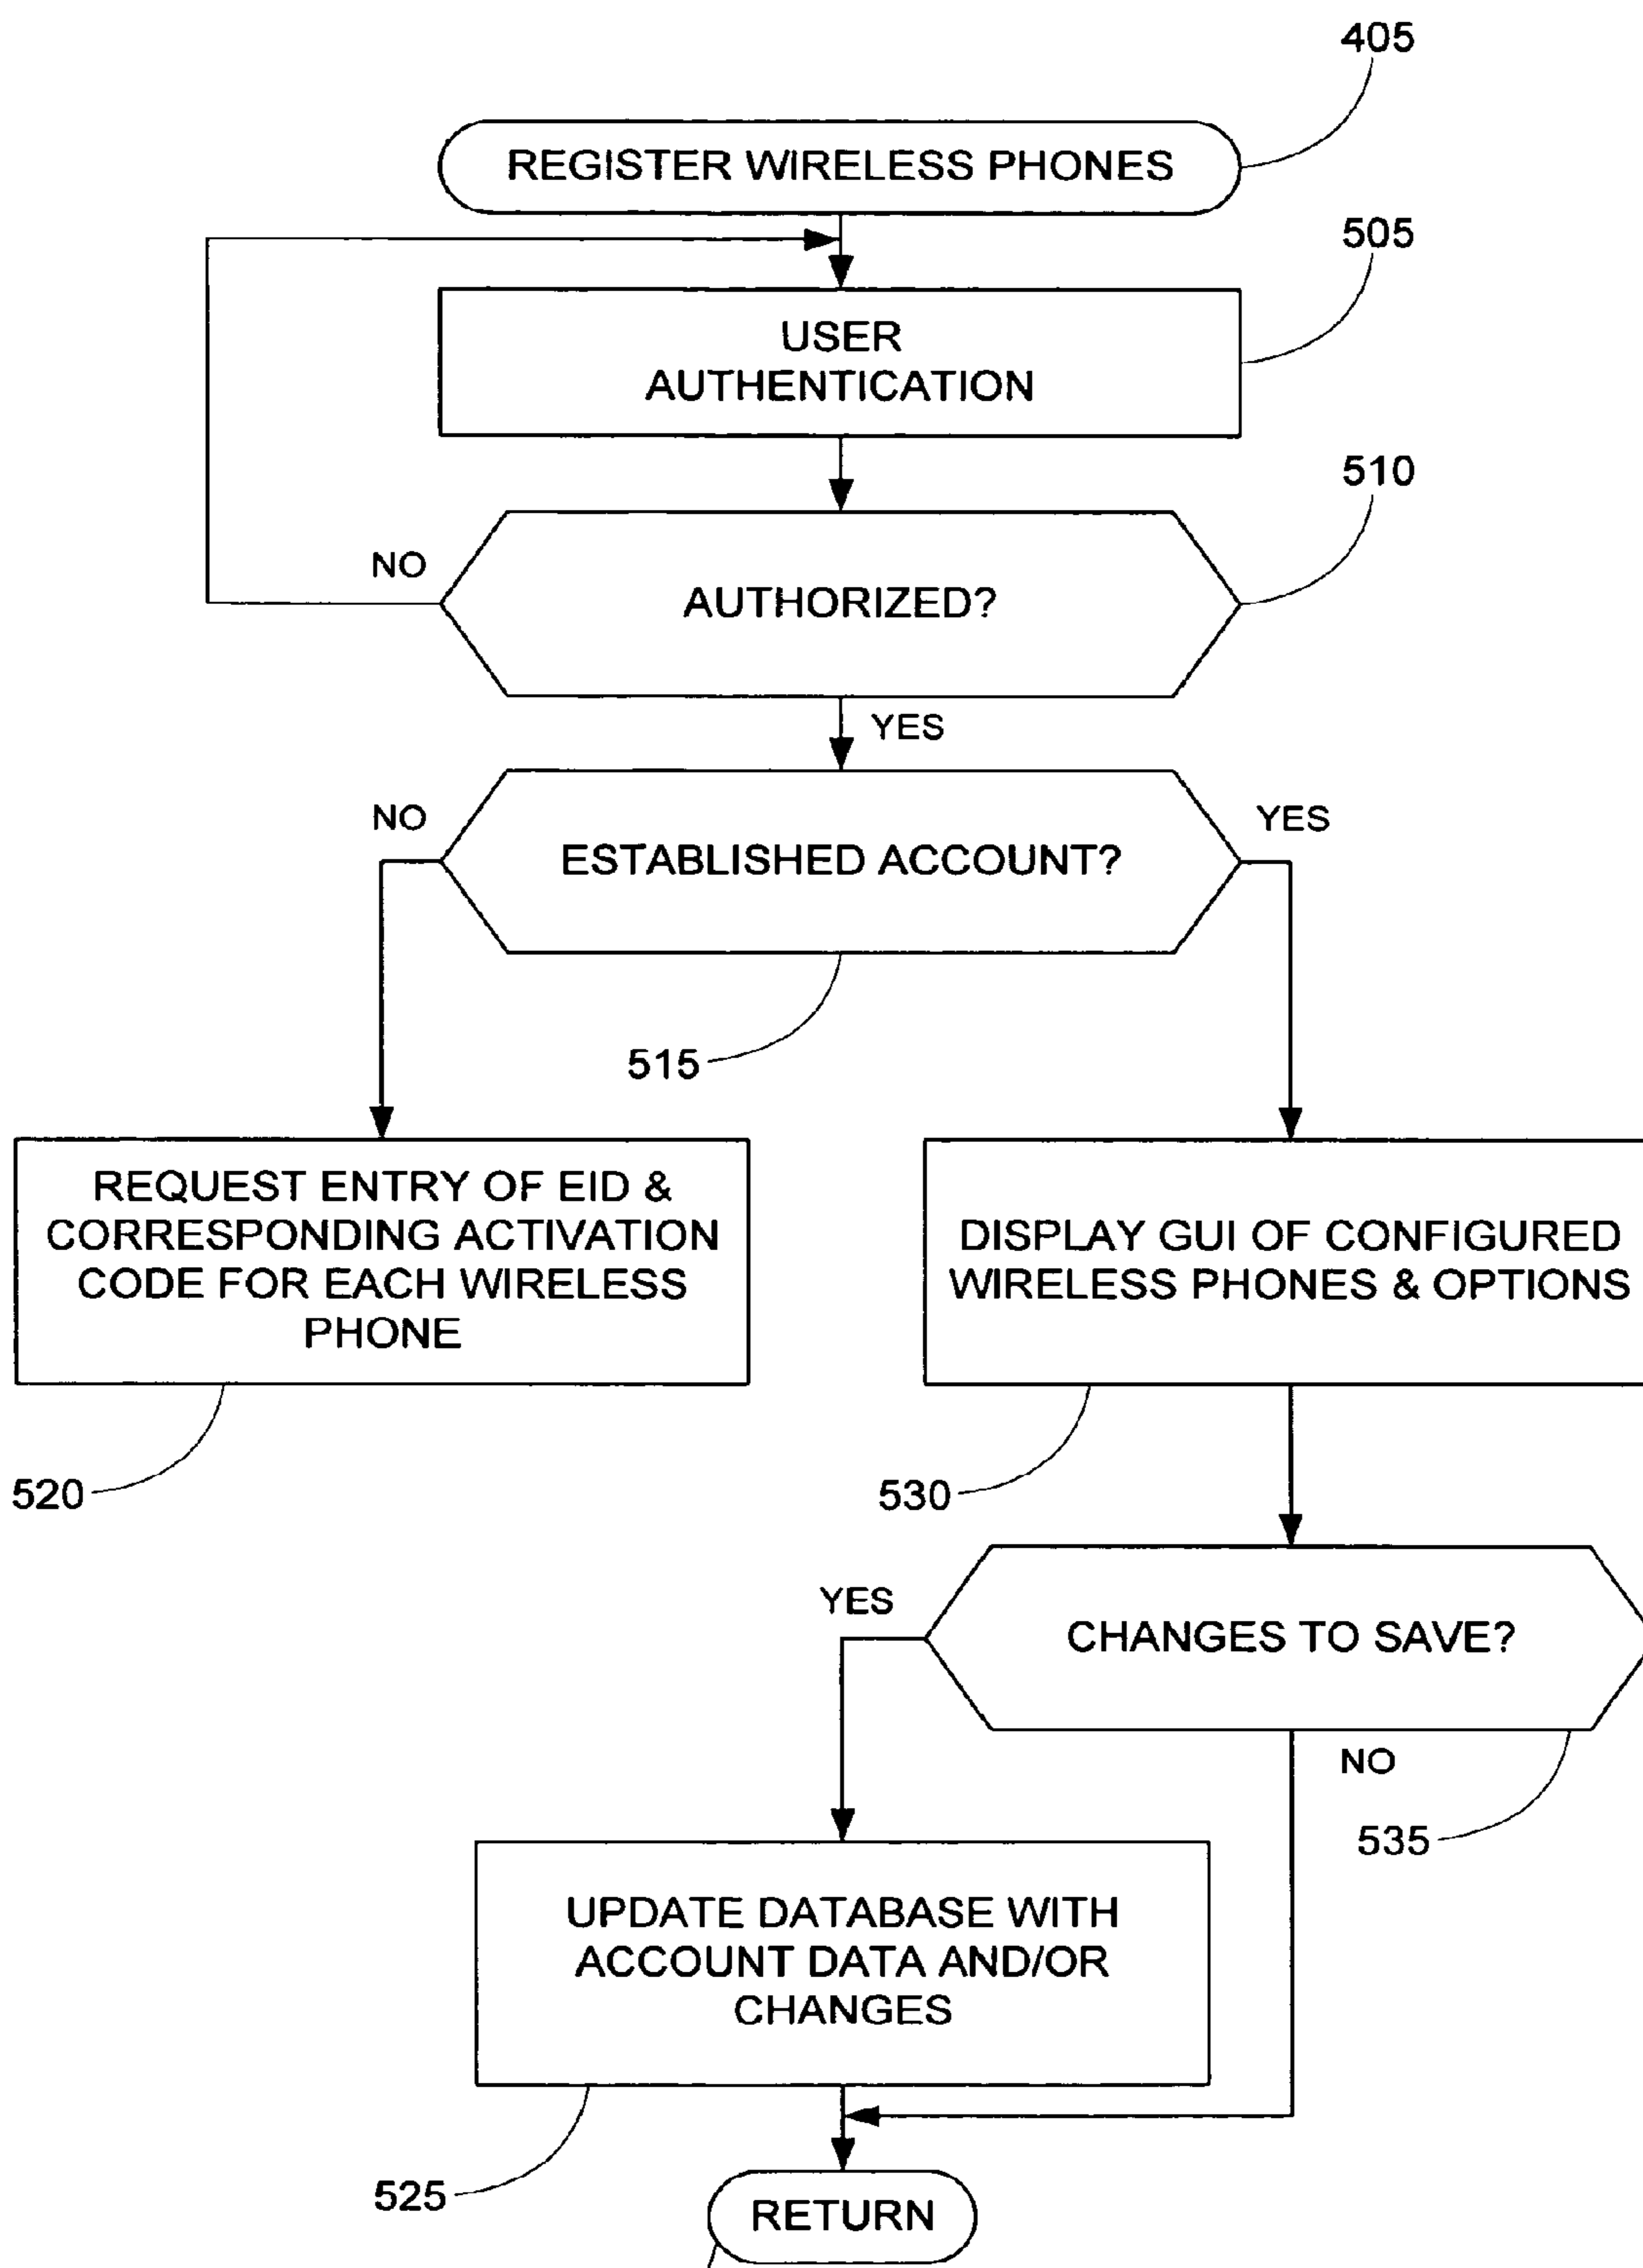 405
REGISTER WIRELESS PHONES
505
USER
AUTHENTICATION
510
NO
AUTHORIZED?
YES
NO
YES
ESTABLISHED ACCOUNT?
515
REQUEST ENTRY OF EID &
CORRESPONDING ACTIVATION
CODE FOR EACH WIRELESS
PHONE
DISPLAY GUI OF CONFIGURED
WIRELESS PHONES & OPTIONS
520
530
YES
CHANGES TO SAVE?
NO
535
UPDATE DATABASE WITH
ACCOUNT DATA AND/OR
CHANGES
525
RETURN